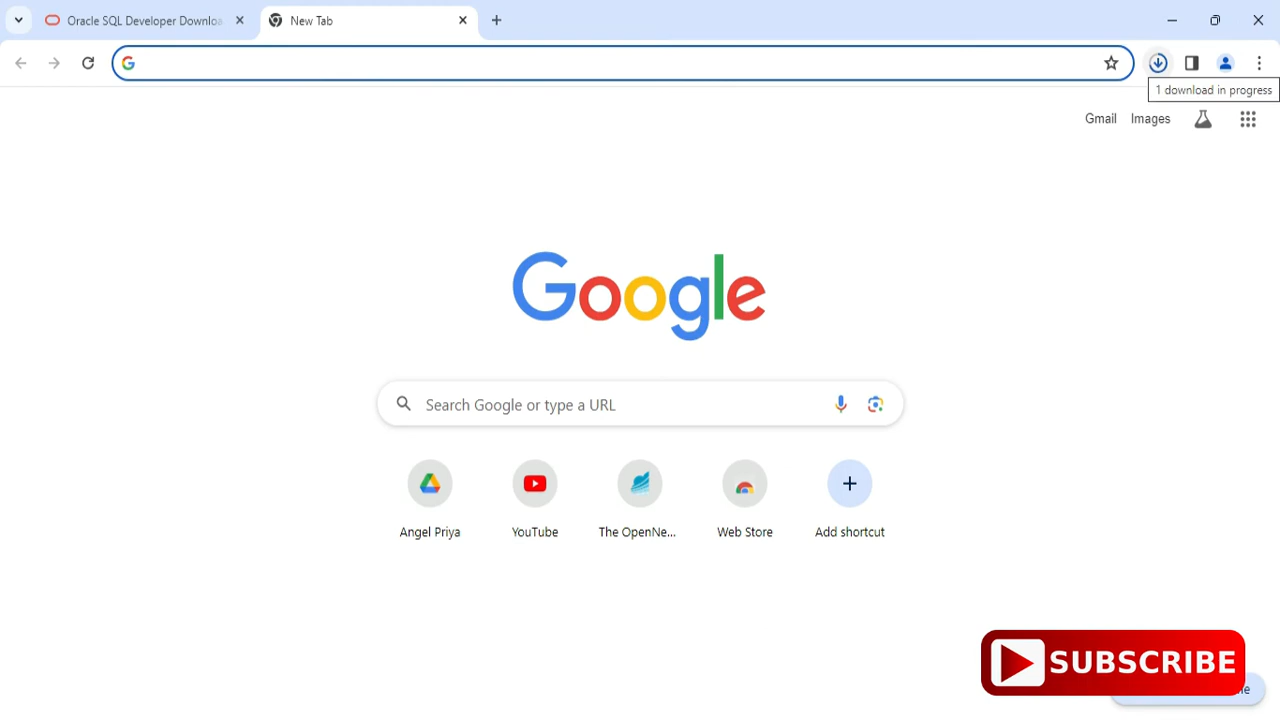 Oracle SQL Developer Downloa
New Tab
1 download in progress
Gmail
Images
Google
Search Google or type a URL
Angel Priya
YouTube
The OpenNe...
Web Store
Add shortcut
SUBSCRIBE